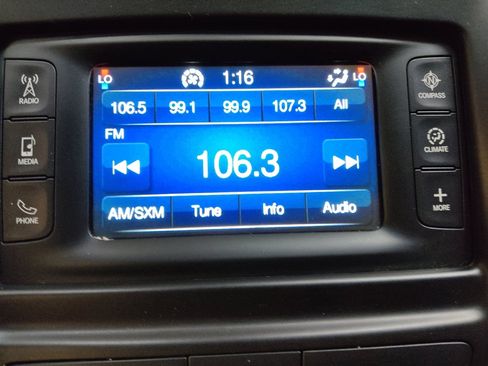 LO 1:16 LO
106.5 99.1 99.9 107.3 All
FM
106.3
AM/SXM Tune Info Audio
RADIO
MEDIA
PHONE
COMPASS
CLIMATE
+
MORE